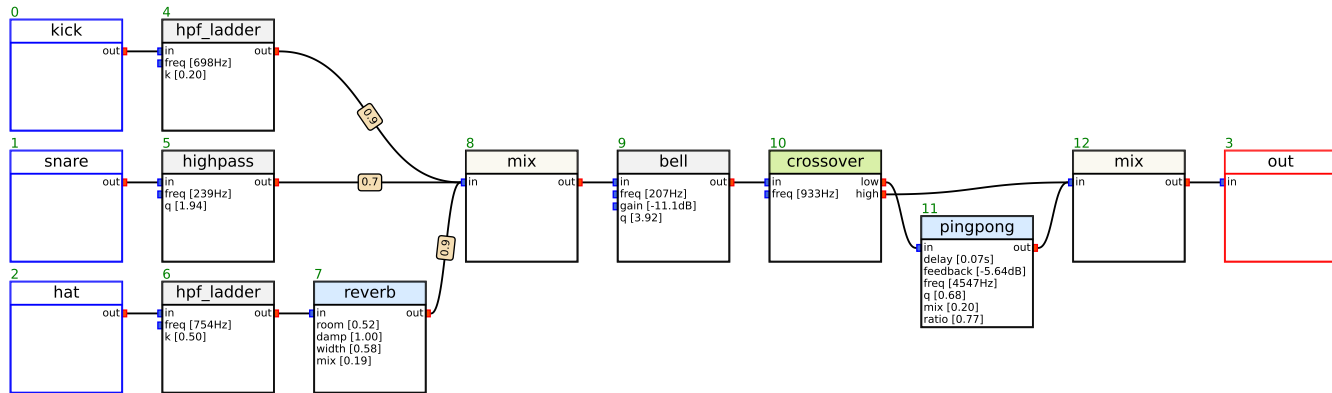 0
kick
out
4
hpf_ladder
in
out
freq [698Hz]
k [0.20]
0.9
1
snare
out
5
highpass
in
out
freq [239Hz]
q [1.94]
0.7
2
hat
out
6
hpf_ladder
in
out
freq [754Hz]
k [0.50]
7
reverb
in
out
room [0.52]
damp [1.00]
width [0.58]
mix [0.19]
0.9
8
mix
in
out
9
bell
in
out
freq [207Hz]
gain [-11.1dB]
q [3.92]
10
crossover
in
low
freq [933Hz]
high
11
pingpong
in
out
delay [0.07s]
feedback [-5.64dB]
freq [4547Hz]
q [0.68]
mix [0.20]
ratio [0.77]
12
mix
in
out
3
out
in